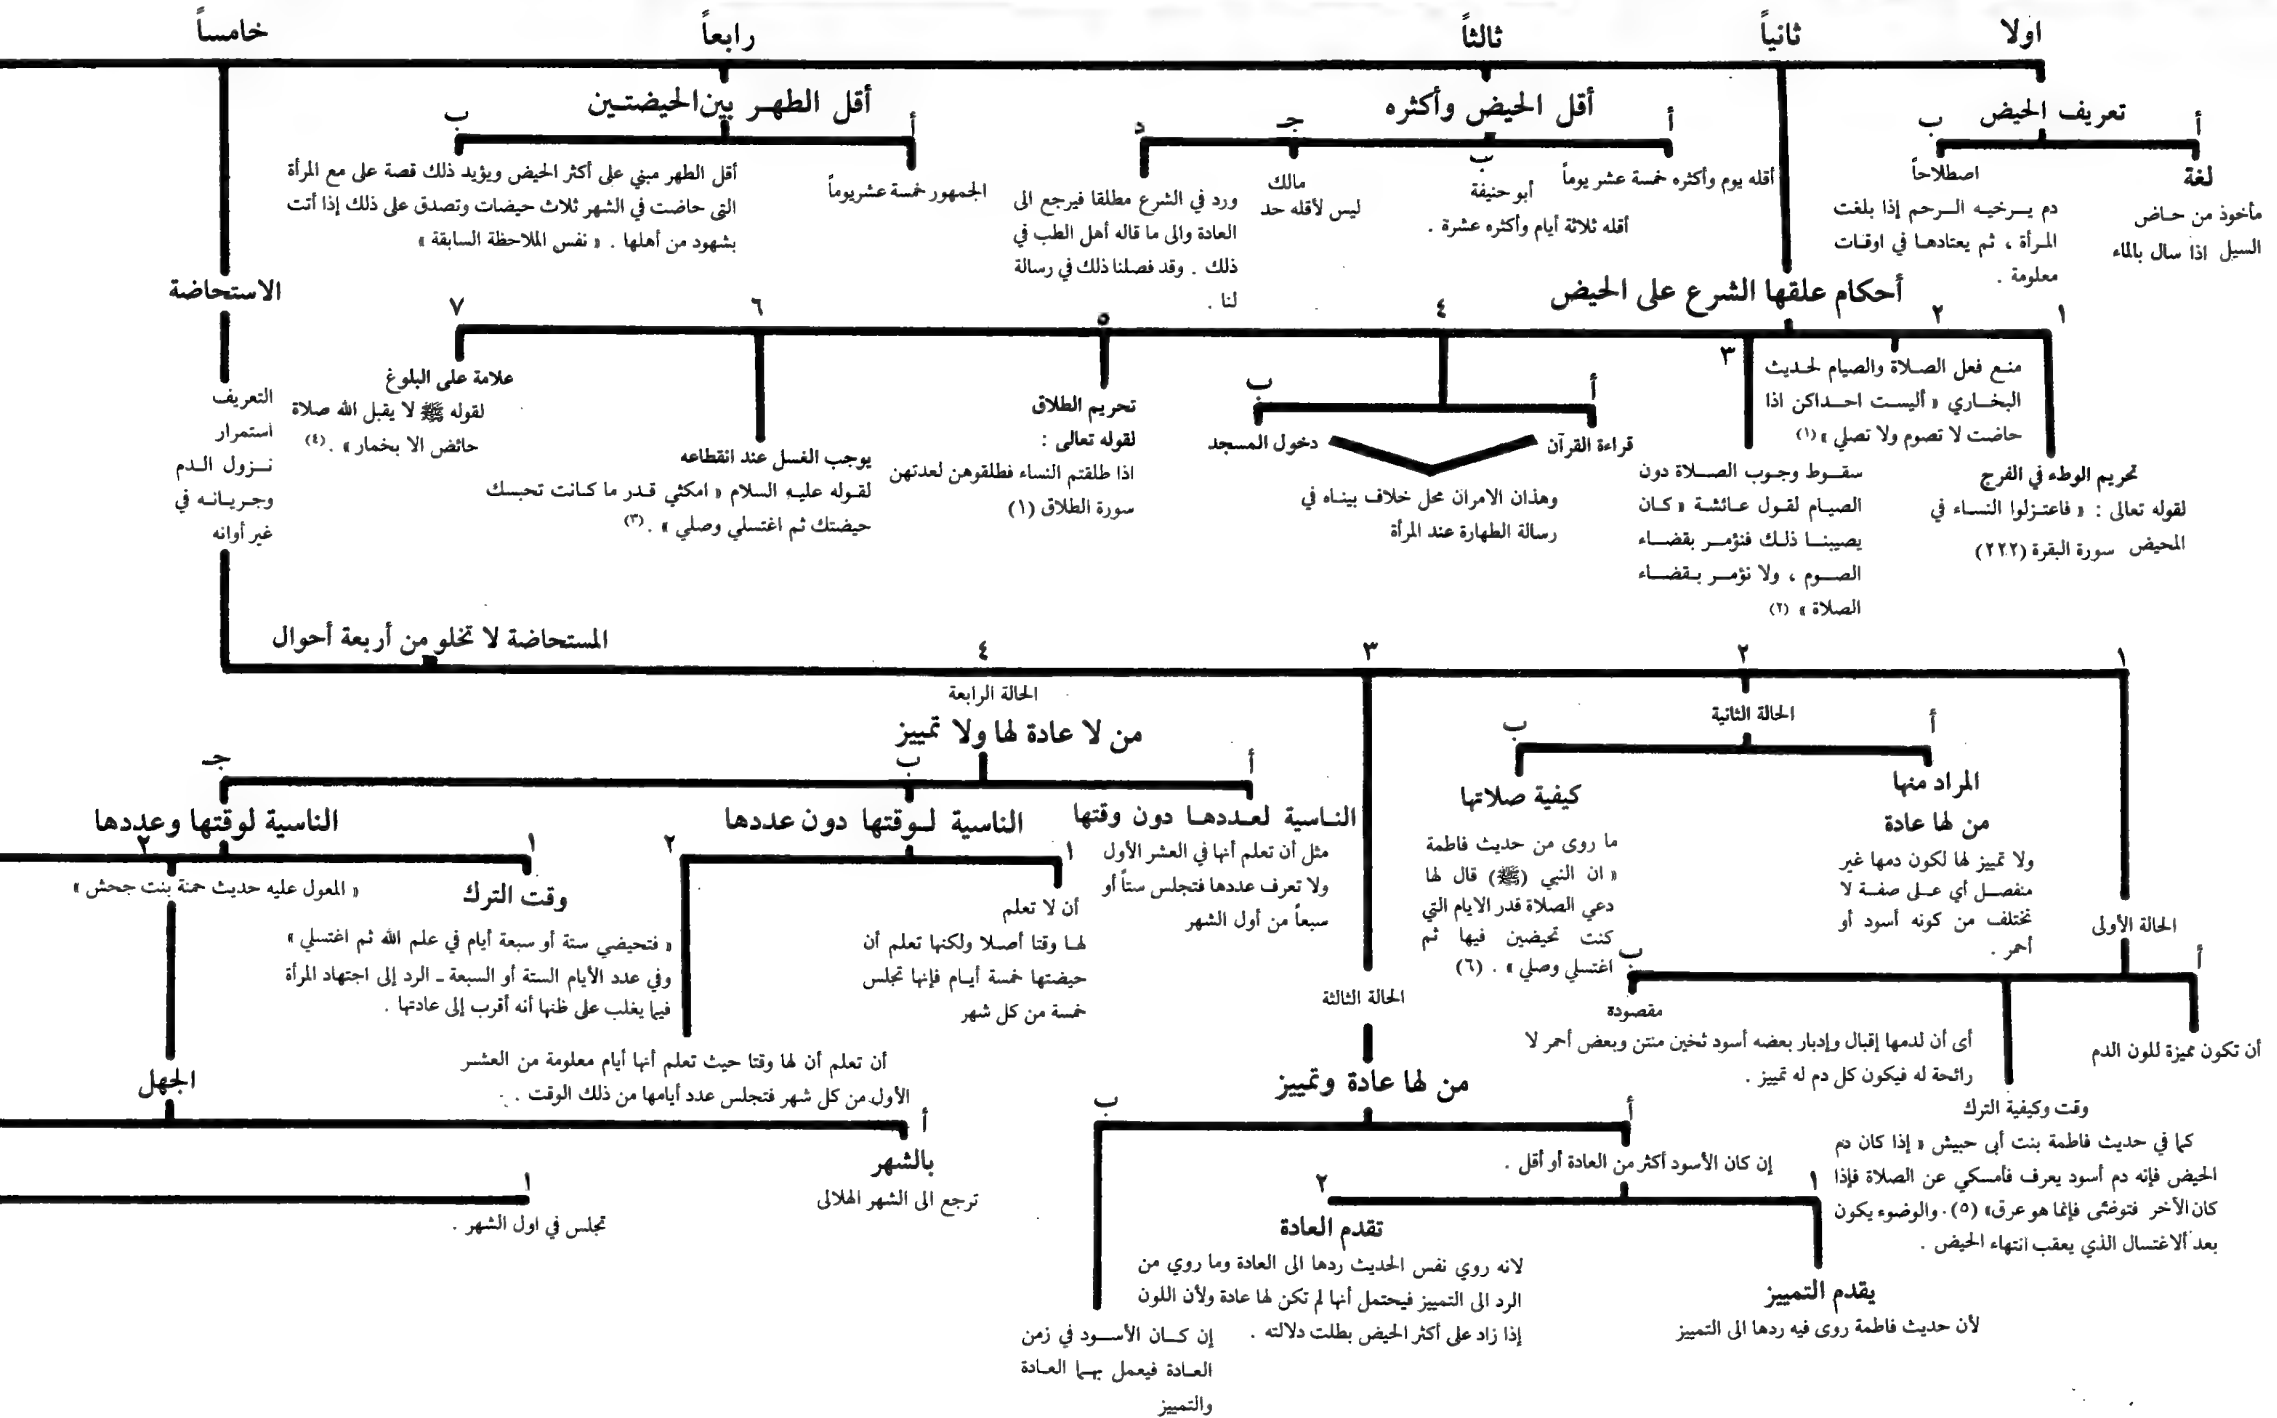 اولا
ثانياً
ثالثاً
رابعاً
خامساً
تعريف الحيض
أ
لغة
مأخوذ من حاض
السيل اذا سال بالماء
ب
اصطلاحاً
دم يرخيه الرحم إذا بلغت
المرأة ، ثم يعتادها في اوقات
معلومة .
أقل الحيض وأكثره
أ
أقله يوم وأكثره خمسة عشر يوماً
ب
أبو حنيفة
أقله ثلاثة أيام وأكثره عشرة .
جـ
مالك
ليس لأقله حد
د
ورد في الشرع مطلقا فيرجع الى
العادة والى ما قاله أهل الطب في
ذلك . وقد فصلنا ذلك في رسالة
لنا .
أقل الطهر بين الحيضتين
أ
الجمهور خمسة عشر يوماً
ب
أقل الطهر مبني على أكثر الحيض ويؤيد ذلك قصة على مع المرأة
التى حاضت في الشهر ثلاث حيضات وتصدق على ذلك إذا أتت
بشهود من أهلها . « نفس الملاحظة السابقة »
أحكام علقها الشرع على الحيض
١
تحريم الوطء في الفرج
لقوله تعالى : « فاعتزلوا النساء في
المحيض سورة البقرة (٢٢٢)
٢
منع فعل الصلاة والصيام لحديث
البخاري « أليست احداكن اذا
حاضت لا تصوم ولا تصلي » (١)
٣
سقوط وجوب الصلاة دون
الصيام لقول عائشة « كان
يصيبنا ذلك فنؤمر بقضاء
الصوم ، ولا نؤمر بقضاء
الصلاة » (٢)
٤
أ
قراءة القرآن
ب
دخول المسجد
وهذان الامران محل خلاف بيناه في
رسالة الطهارة عند المرأة
٥
تحريم الطلاق
لقوله تعالى :
اذا طلقتم النساء فطلقوهن لعدتهن
سورة الطلاق (١)
٦
يوجب الغسل عند انقطاعه
لقوله عليه السلام « امكثي قدر ما كانت تحبسك
حيضتك ثم اغتسلي وصلي » .(٣)
٧
علامة على البلوغ
لقوله ﷺ لا يقبل الله صلاة
حائض الا بخمار » .(٤)
الاستحاضة
التعريف
استمرار
نزول الدم
وجريانه في
غير أوانه
المستحاضة لا تخلو من أربعة أحوال
١
الحالة الأولى
أ
أن تكون مميزة للون الدم
ب
مقصودة
أى أن لدمها إقبال وإدبار بعضه أسود ثخين منتن وبعض أحمر لا
رائحة له فيكون كل دم له تمييز .
وقت وكيفية الترك
كما في حديث فاطمة بنت أبى حبيش « إذا كان دم
الحيض فإنه دم أسود يعرف فأمسكي عن الصلاة فإذا
كان الآخر فتوضئى فإنما هو عرق» (٥) . والوضوء يكون
بعد ألاغتسال الذي يعقب انتهاء الحيض .
٢
الحالة الثانية
أ
المراد منها
من لها عادة
ولا تمييز لها لكون دمها غير
منفصل أي على صفة لا
تختلف من كونه أسود أو
أحمر .
ب
كيفية صلاتها
ما روى من حديث فاطمة
« ان النبي (ﷺ) قال لها
دعي الصلاة قدر الايام التي
كنت تحيضين فيها ثم
اغتسلي وصلي » . (٦)
٣
الحالة الثالثة
من لها عادة وتمييز
أ
إن كان الأسود أكثر من العادة أو أقل .
١
يقدم التمييز
لأن حديث فاطمة روى فيه ردها الى التمييز
٢
تقدم العادة
لانه روي نفس الحديث ردها الى العادة وما روي من
الرد الى التمييز فيحتمل أنها لم تكن لها عادة ولأن اللون
إذا زاد على أكثر الحيض بطلت دلالته .
ب
إن كان الأسود في زمن
العادة فيعمل بهما العادة
والتمييز
٤
الحالة الرابعة
من لا عادة لها ولا تمييز
أ
الناسية لعددها دون وقتها
مثل أن تعلم أنها في العشر الأول
ولا تعرف عددها فتجلس ستاً أو
سبعاً من أول الشهر
ب
الناسية لوقتها دون عددها
١
أن لا تعلم
لها وقتا أصلا ولكنها تعلم أن
حيضتها خمسة أيام فإنها تجلس
خمسة من كل شهر
٢
أن تعلم أن لها وقتا حيث تعلم أنها أيام معلومة من العشر
الأول من كل شهر فتجلس عدد أيامها من ذلك الوقت .
جـ
الناسية لوقتها وعددها
١
وقت الترك
« فتحيضي ستة أو سبعة أيام في علم الله ثم اغتسلي »
وفي عدد الأيام الستة أو السبعة ـ الرد إلى اجتهاد المرأة
فيما يغلب على ظنها أنه أقرب إلى عادتها .
٢
« المعول عليه حديث حمنة بنت جحش »
الجهل
أ
بالشهر
ترجع الى الشهر الهلالى
١
تجلس في اول الشهر .